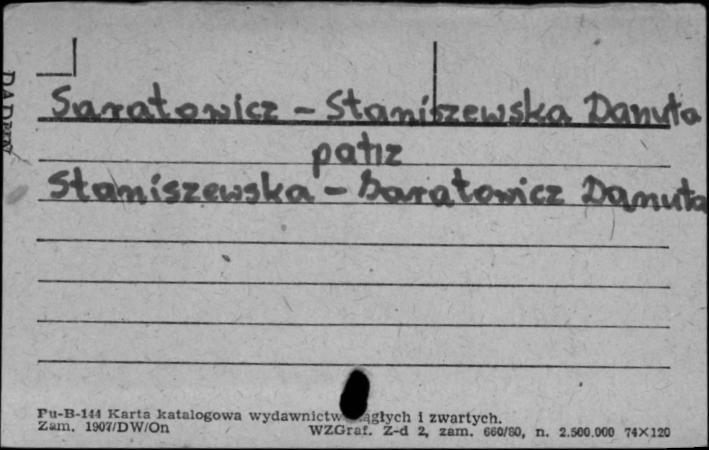 Saratowicz - Staniszewska Danuta
patrz
Staniszewska - Saratowicz Danuta
Pu-B-144 Karta katalogowa wydawnictw ciągłych i zwartych.
Zam. 1907/DW/On WZGraf. Z-d 2, zam. 660/80, n. 2.500.000 74×120